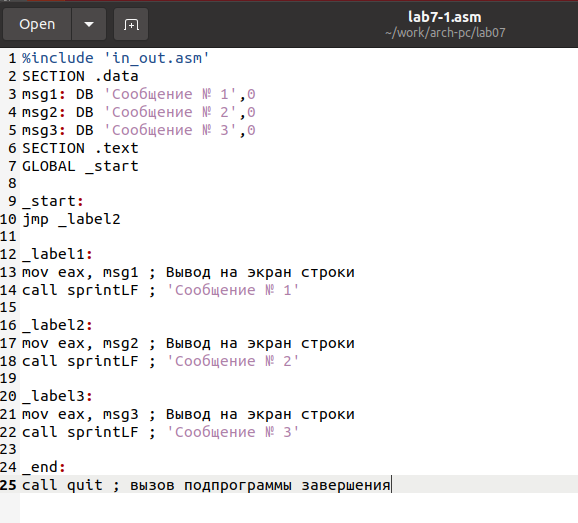 Open
lab7-1.asm
~/work/arch-pc/lab07
1 %include 'in_out.asm'
2 SECTION .data
3 msg1: DB 'Сообщение № 1',0
4 msg2: DB 'Сообщение № 2',0
5 msg3: DB 'Сообщение № 3',0
6 SECTION .text
7 GLOBAL _start
8
9 _start:
10 jmp _label2
11
12 _label1:
13 mov eax, msg1 ; Вывод на экран строки
14 call sprintLF ; 'Сообщение № 1'
15
16 _label2:
17 mov eax, msg2 ; Вывод на экран строки
18 call sprintLF ; 'Сообщение № 2'
19
20 _label3:
21 mov eax, msg3 ; Вывод на экран строки
22 call sprintLF ; 'Сообщение № 3'
23
24 _end:
25 call quit ; вызов подпрограммы завершения